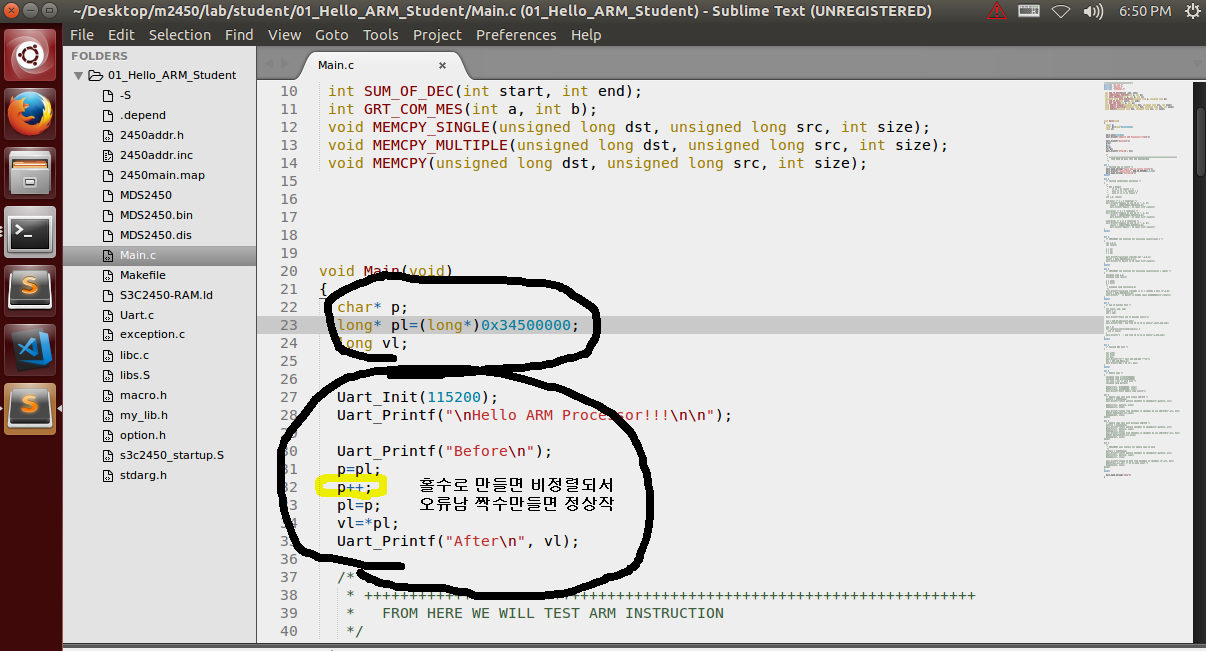 ~/Desktop/m2450/lab/student/01_Hello_ARM_Student/Main.c (01_Hello_ARM_Student) - Sublime Text (UNREGISTERED)
6:50 PM
File Edit Selection Find View Goto Tools Project Preferences Help
FOLDERS
01_Hello_ARM_Student
-S
.depend
2450addr.h
2450addr.inc
2450main.map
MDS2450
MDS2450.bin
MDS2450.dis
Main.c
Makefile
S3C2450-RAM.ld
Uart.c
exception.c
libc.c
libs.S
macro.h
my_lib.h
option.h
s3c2450_startup.S
stdarg.h
Main.c
10 int SUM_OF_DEC(int start, int end);
11 int GRT_COM_MES(int a, int b);
12 void MEMCPY_SINGLE(unsigned long dst, unsigned long src, int size);
13 void MEMCPY_MULTIPLE(unsigned long dst, unsigned long src, int size);
14 void MEMCPY(unsigned long dst, unsigned long src, int size);
15
16
17
18
19
20 void Main(void)
21 {
22 char* p;
23 long* pl=(long*)0x34500000;
24 long vl;
25
26
27 Uart_Init(115200);
28 Uart_Printf("\nHello ARM Processor!!!\n\n");
29
30 Uart_Printf("Before\n");
31 p=pl;
32 p++; 홀수로 만들면 비정렬되서
33 pl=p; 오류남 짝수만들면 정상작
34 vl=*pl;
35 Uart_Printf("After\n", vl);
36
37 /*
38 * ++++++++++++++++++++++++++++++++++++++++++++++++++++++++++++++++++++
39 * FROM HERE WE WILL TEST ARM INSTRUCTION
40 */